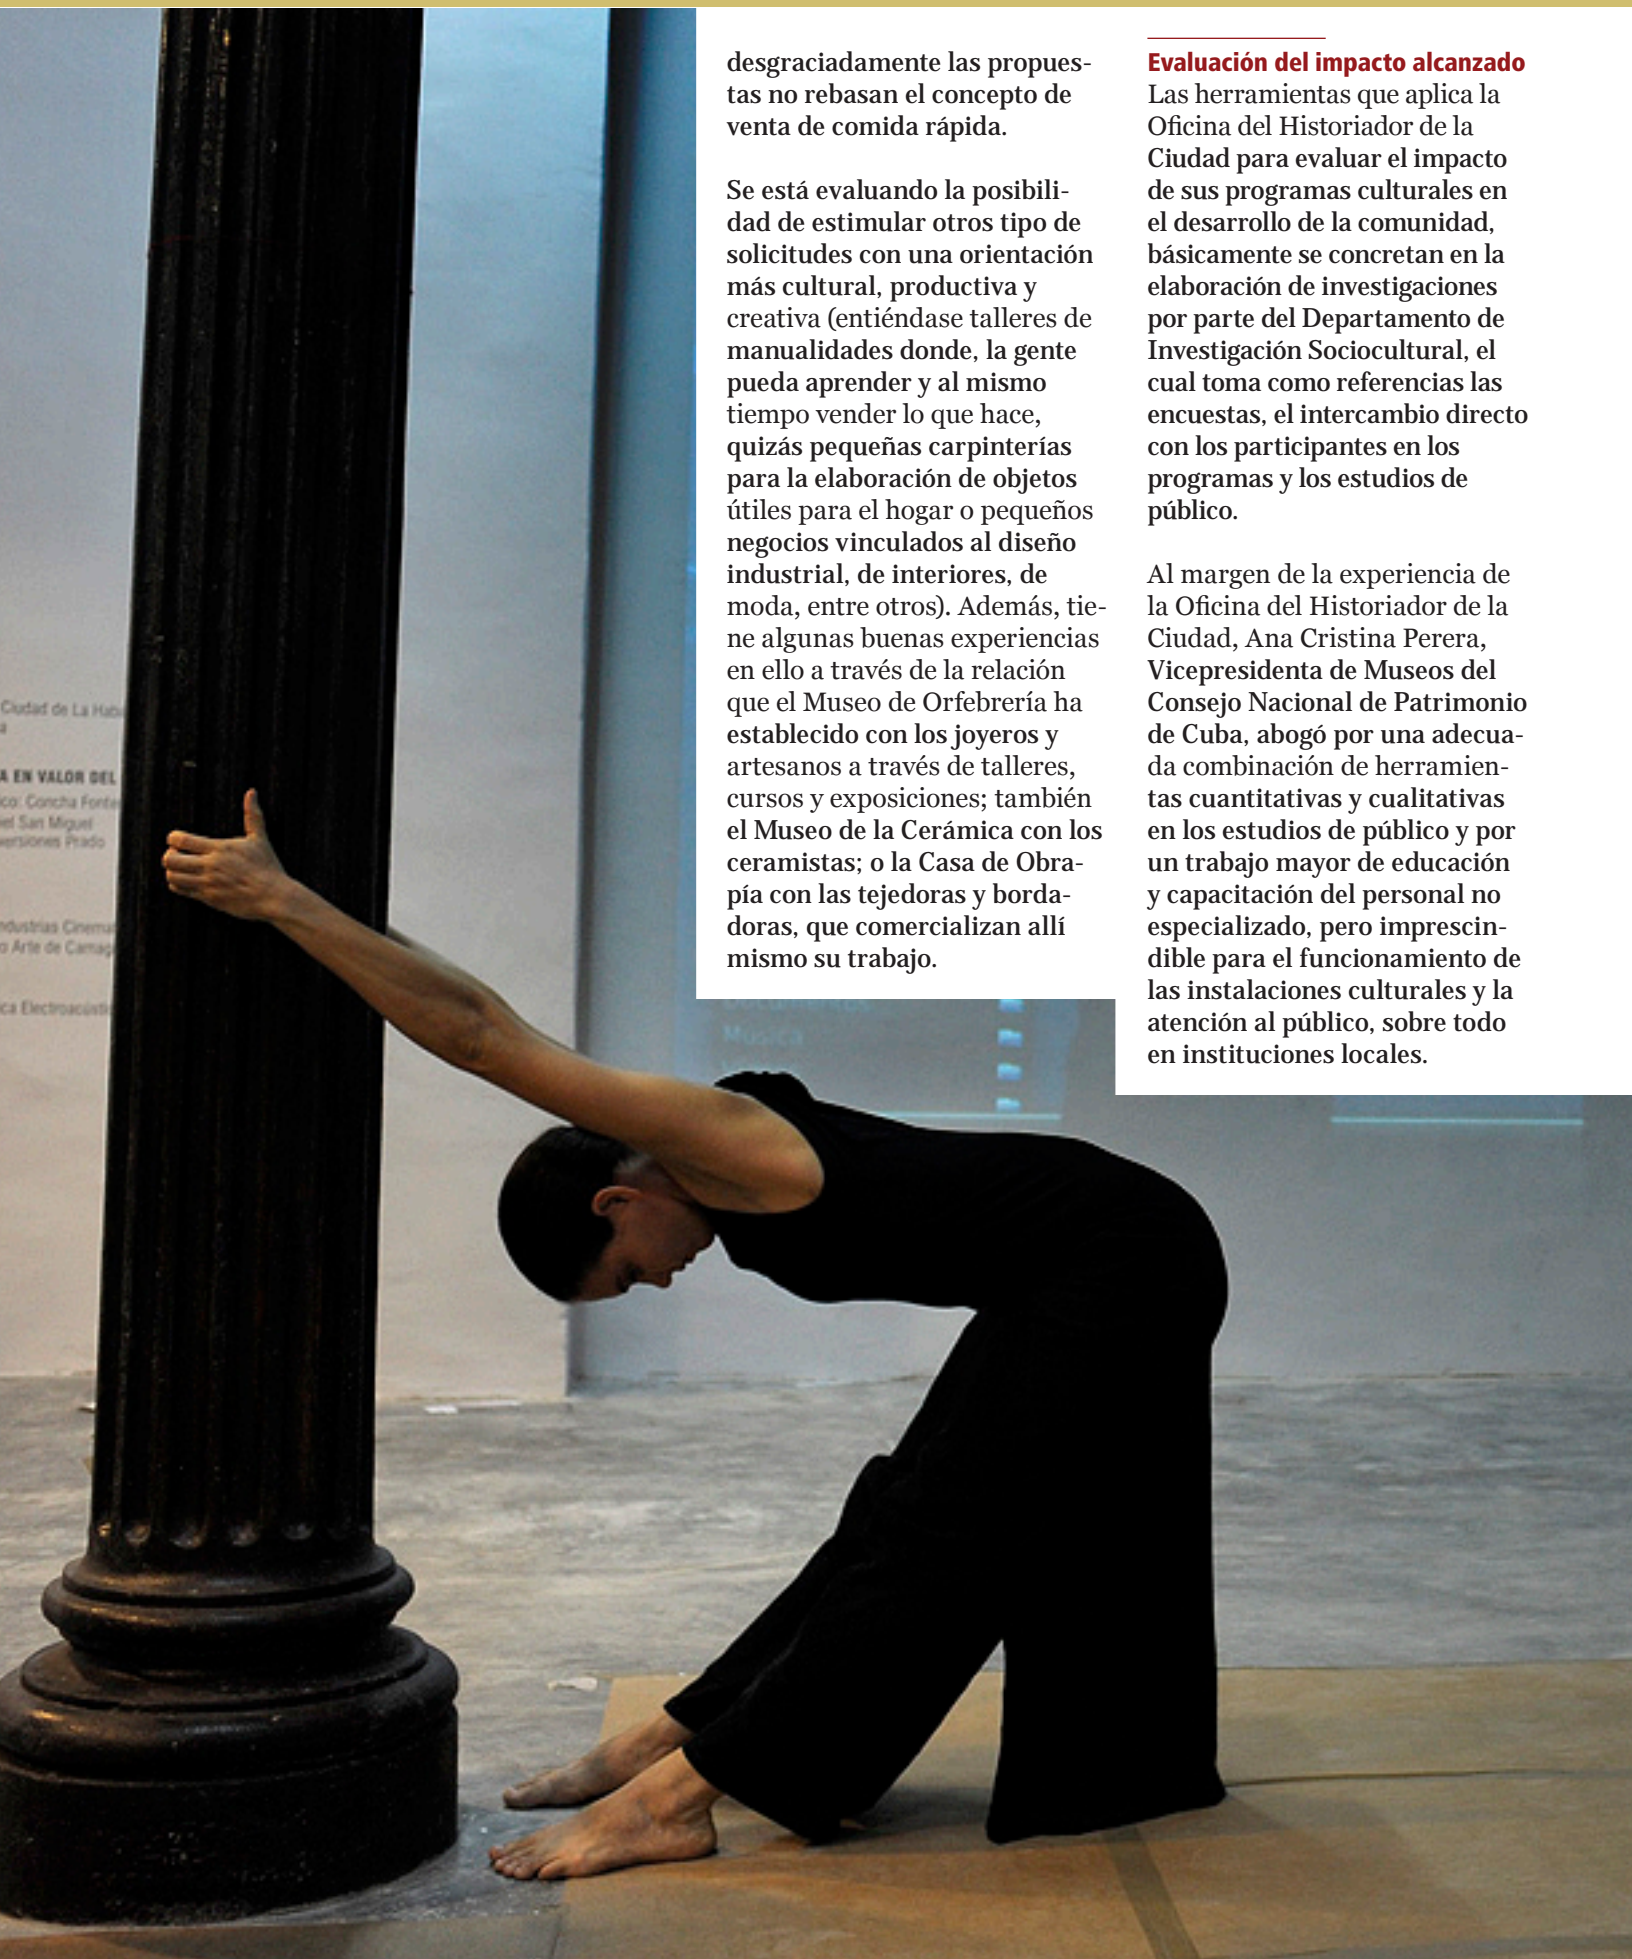 desgraciadamente las propues-
tas no rebasan el concepto de
venta de comida rápida.
Se está evaluando la posibili-
dad de estimular otros tipo de
solicitudes con una orientación
más cultural, productiva y
creativa (entiéndase talleres de
manualidades donde, la gente
pueda aprender y al mismo
tiempo vender lo que hace,
quizás pequeñas carpinterías
para la elaboración de objetos
útiles para el hogar o pequeños
negocios vinculados al diseño
industrial, de interiores, de
moda, entre otros). Además, tie-
ne algunas buenas experiencias
en ello a través de la relación
que el Museo de Orfebrería ha
establecido con los joyeros y
artesanos a través de talleres,
cursos y exposiciones; también
el Museo de la Cerámica con los
ceramistas; o la Casa de Obra-
pía con las tejedoras y borda-
doras, que comercializan allí
mismo su trabajo.
Evaluación del impacto alcanzado
Las herramientas que aplica la
Oficina del Historiador de la
Ciudad para evaluar el impacto
de sus programas culturales en
el desarrollo de la comunidad,
básicamente se concretan en la
elaboración de investigaciones
por parte del Departamento de
Investigación Sociocultural, el
cual toma como referencias las
encuestas, el intercambio directo
con los participantes en los
programas y los estudios de
público.
Al margen de la experiencia de
la Oficina del Historiador de la
Ciudad, Ana Cristina Perera,
Vicepresidenta de Museos del
Consejo Nacional de Patrimonio
de Cuba, abogó por una adecua-
da combinación de herramien-
tas cuantitativas y cualitativas
en los estudios de público y por
un trabajo mayor de educación
y capacitación del personal no
especializado, pero imprescin-
dible para el funcionamiento de
las instalaciones culturales y la
atención al público, sobre todo
en instituciones locales.
Ciudad de La Haba
a
A EN VALOR DEL
ico: Concha Fonte
iel San Miguel
versiones Prado
ndustrias Cinema
o Arte de Camag
ca Electroacústic
Música